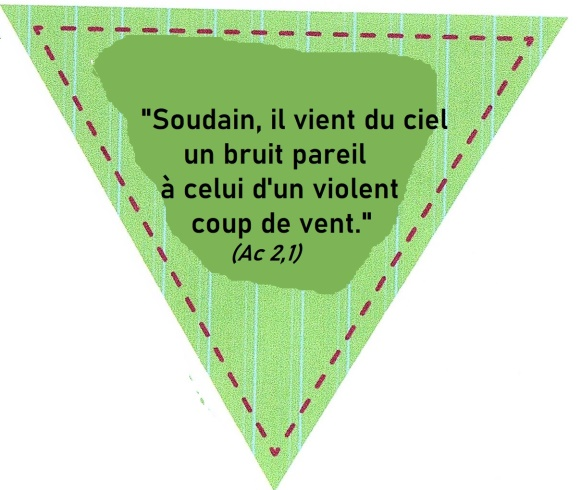 "Soudain, il vient du ciel
un bruit pareil
à celui d'un violent
coup de vent."
(Ac 2,1)